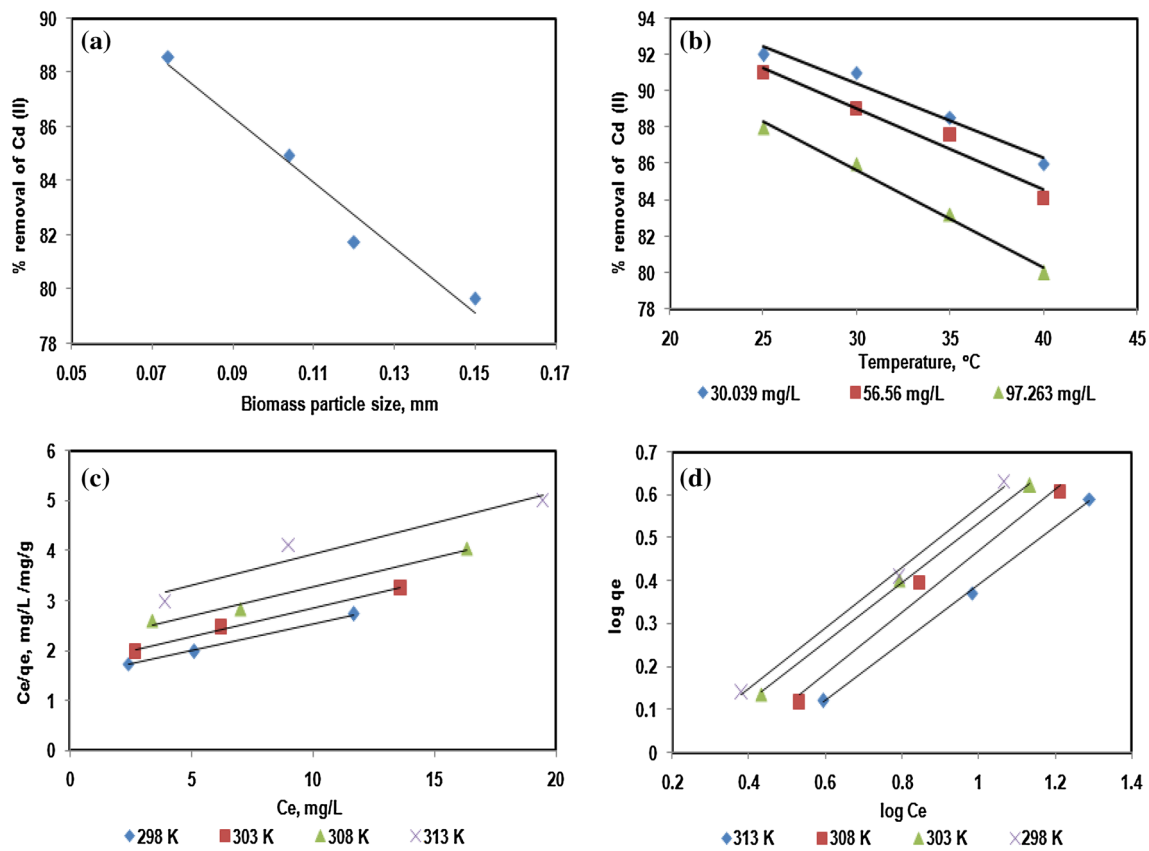 (a)
% removal of Cd (II)
90
88
86
84
82
80
78
0.05 0.07 0.09 0.11 0.13 0.15 0.17
Biomass particle size, mm
(b)
% removal of Cd (II)
94
92
90
88
86
84
82
80
78
20 25 30 35 40 45
Temperature, °C
30.039 mg/L 56.56 mg/L 97.263 mg/L
(c)
Ce/qe, mg/L /mg/g
6
5
4
3
2
1
0
0 5 10 15 20
Ce, mg/L
298 K 303 K 308 K 313 K
(d)
log qe
0.7
0.6
0.5
0.4
0.3
0.2
0.1
0
0.2 0.4 0.6 0.8 1 1.2 1.4
log Ce
313 K 308 K 303 K 298 K